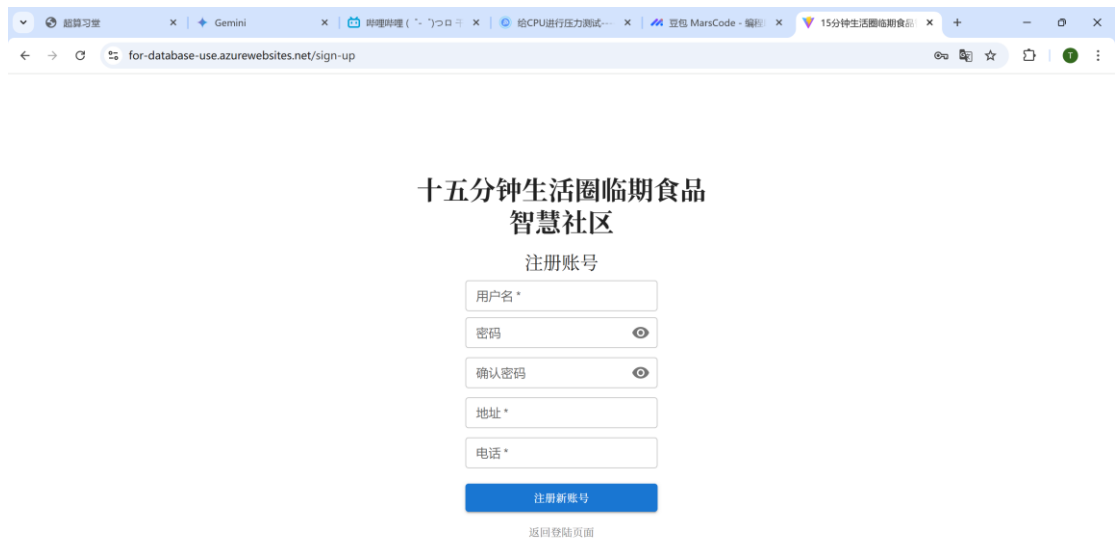 超算习堂
Gemini
哔哩哔哩 ( ゜- ゜)つロ 干
给CPU进行压力测试-
豆包 MarsCode - 编程
15分钟生活圈临期食品
for-database-use.azurewebsites.net/sign-up
T
十五分钟生活圈临期食品
智慧社区
注册账号
用户名 *
密码
确认密码
地址 *
电话 *
注册新账号
返回登陆页面